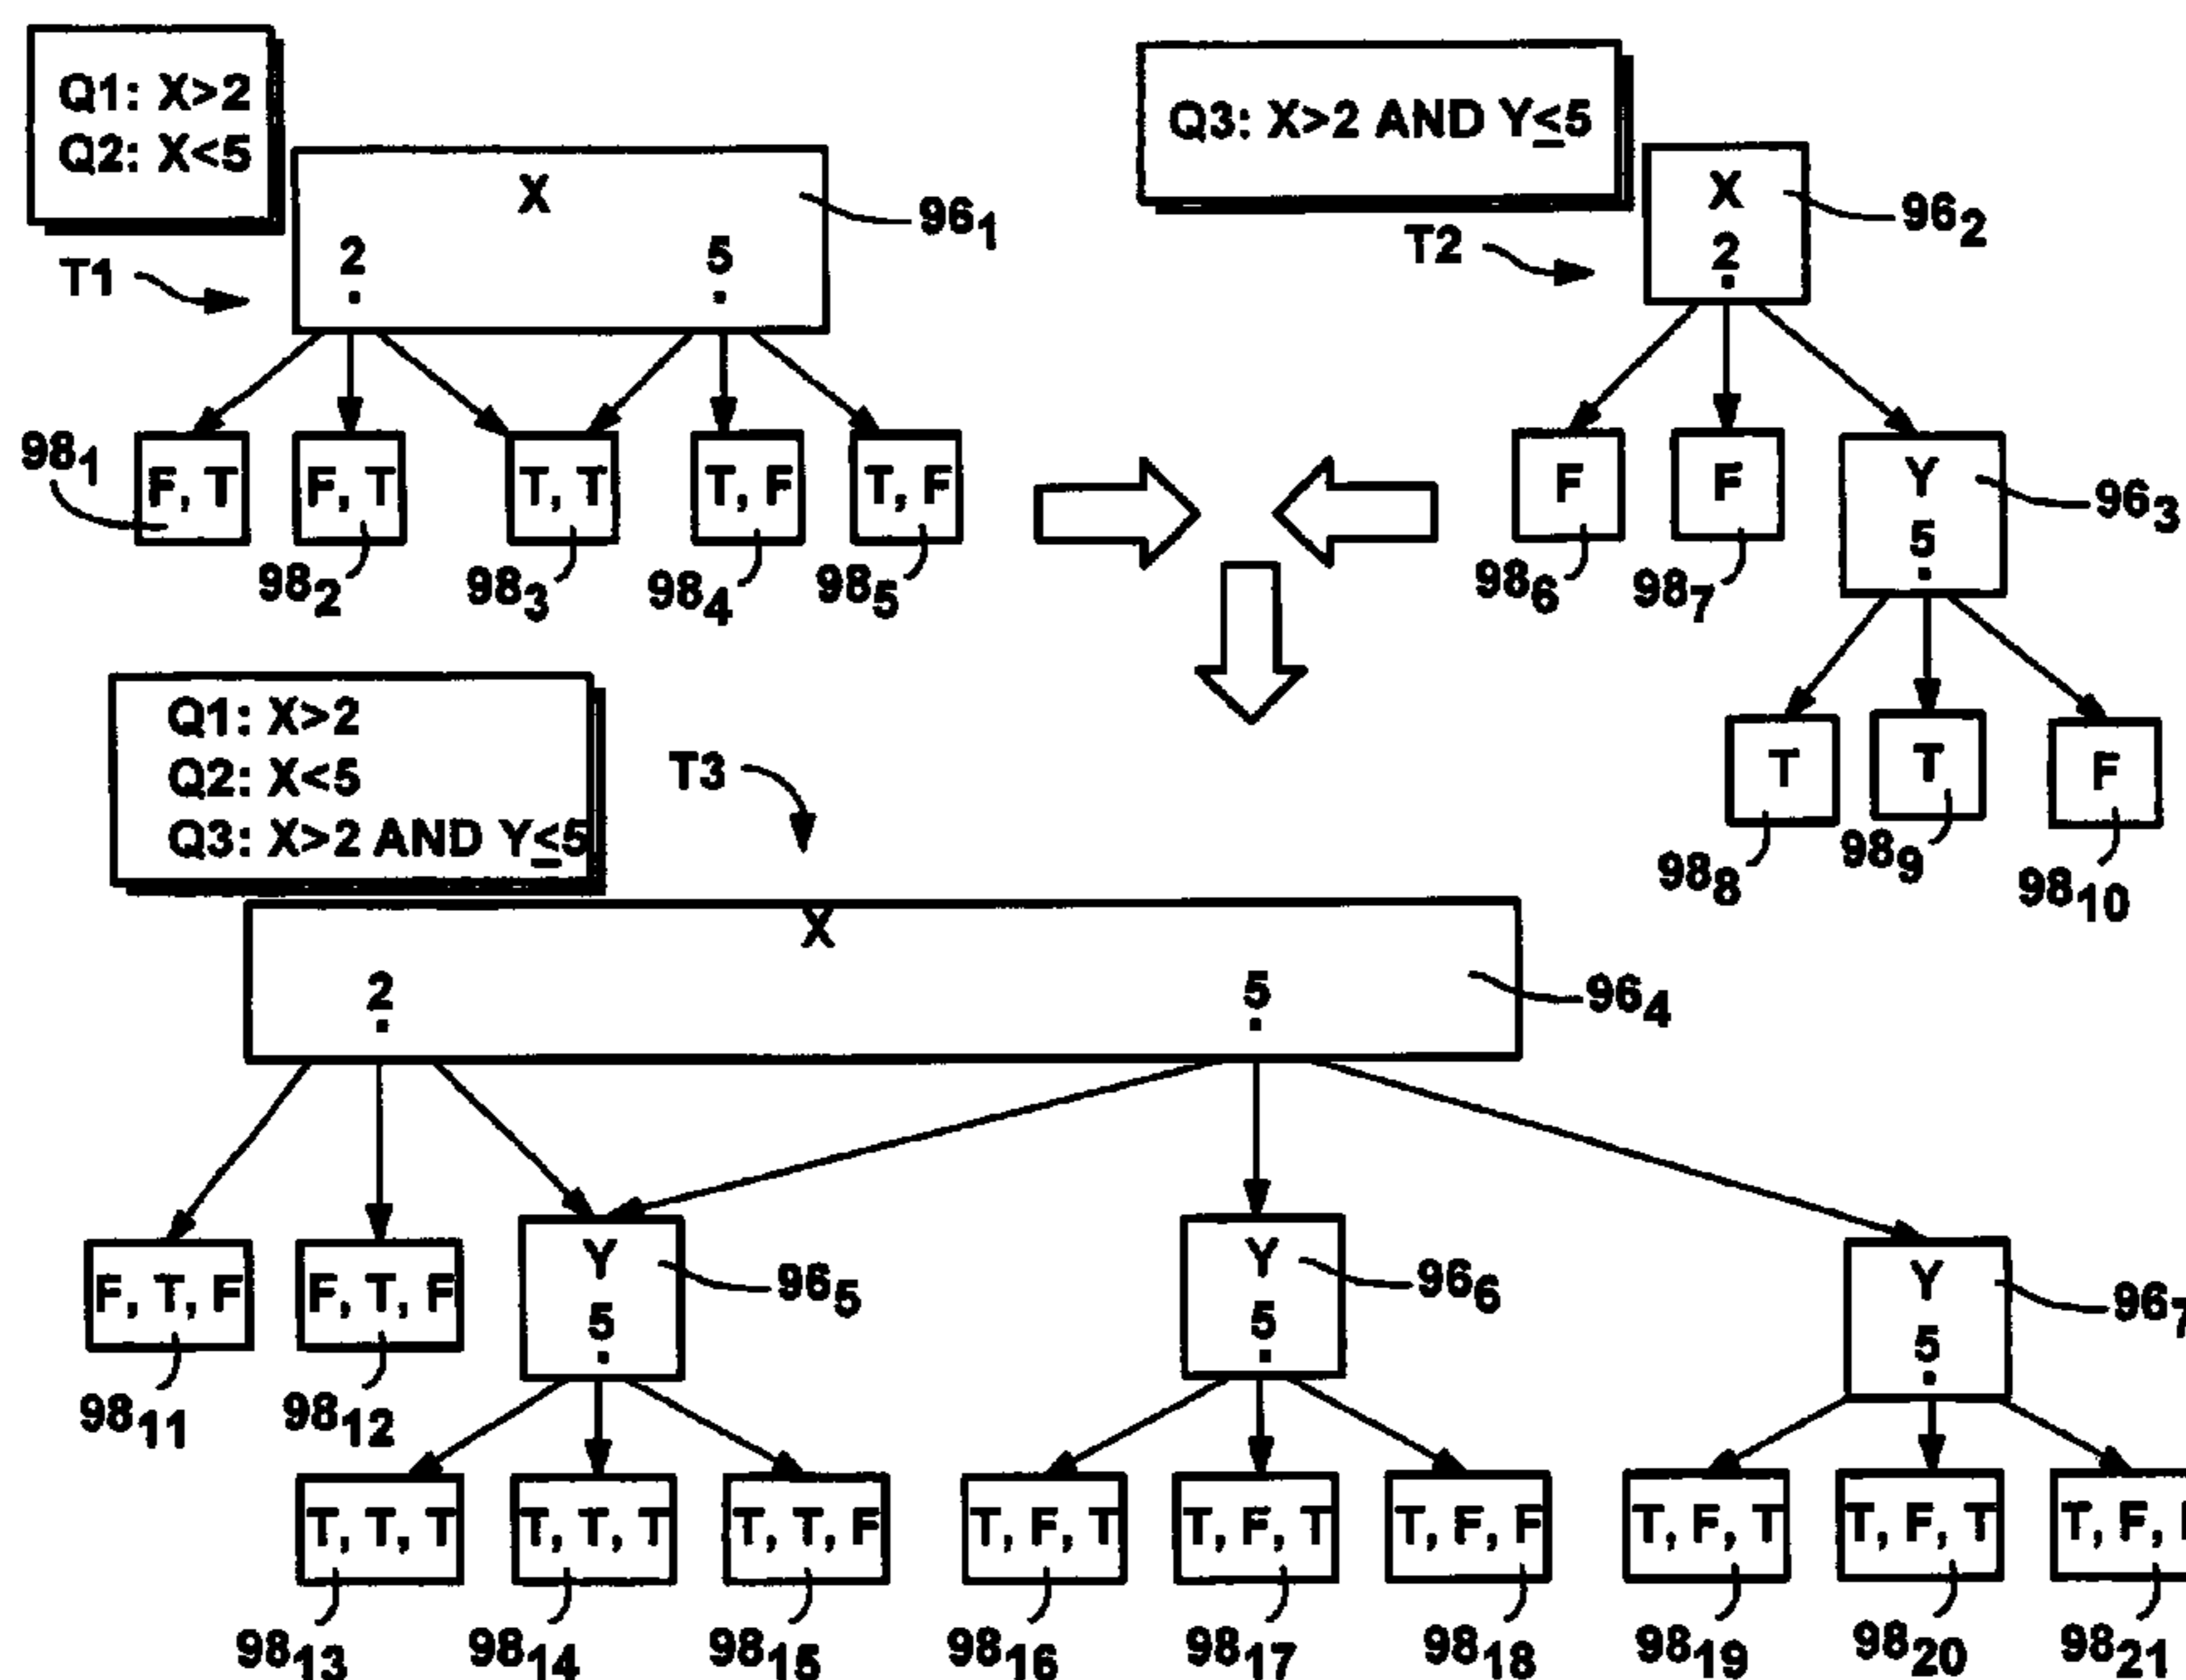 Q1: X>2
Q2: X<5
T1
X
2
5
96₁
98₁
F, T
F, T
T, T
T, F
T, F
98₂
98₃
98₄
98₅
Q3: X>2 AND Y≤5
T2
X
2
96₂
F
F
Y
5
96₃
98₆
98₇
T
T
F
98₈
98₉
98₁₀
Q1: X>2
Q2: X<5
Q3: X>2 AND Y≤5
T3
X
2
5
96₄
F, T, F
F, T, F
Y
5
96₅
Y
5
96₆
Y
5
96₇
98₁₁
98₁₂
T, T, T
T, T, T
T, T, F
T, F, T
T, F, T
T, F, F
T, F, T
T, F, T
T, F,
98₁₃
98₁₄
98₁₅
98₁₆
98₁₇
98₁₈
98₁₉
98₂₀
98₂₁